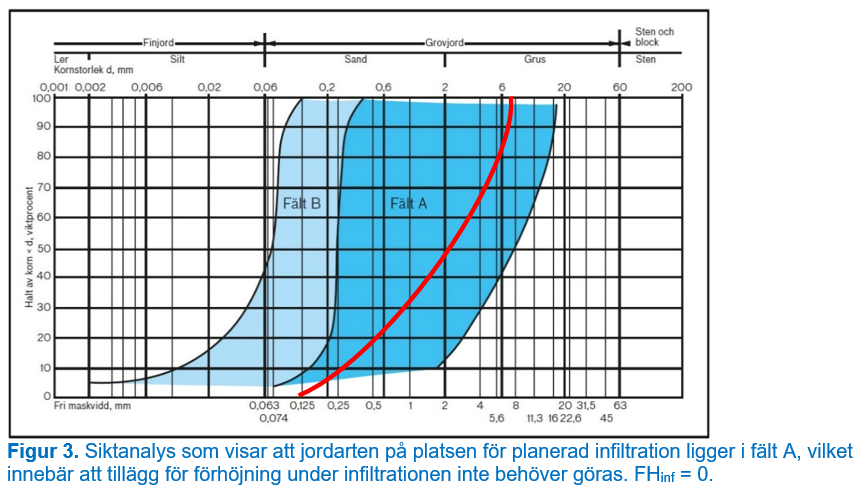 Finjord Grovjord Sten och block
Ler Silt Sand Grus Sten
Kornstorlek d, mm
0,001 0,002 0,006 0,02 0,06 0,2 0,6 2 6 20 60 200
100
90
80
70
60
50
40
30
20
10
0
Halt av korn < d, viktprocent
Fält B Fält A
Fri maskvidd, mm 0,063 0,125 0,25 0,5 1 2 4 8 20 31,5 63
0,074 5,6 11,3 16 22,6 45
Figur 3. Siktanalys som visar att jordarten på platsen för planerad infiltration ligger i fält A, vilket
innebär att tillägg för förhöjning under infiltrationen inte behöver göras. FHinf = 0.